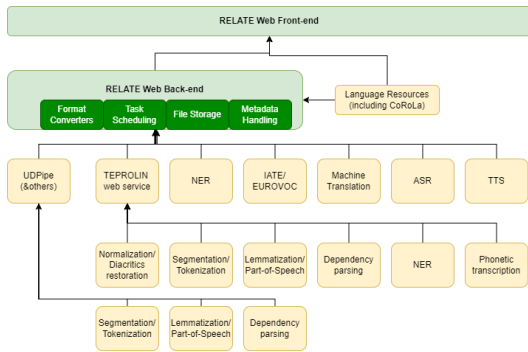 RELATE Web Front-end
RELATE Web Back-end
Format
Converters
Task
Scheduling
File Storage
Metadata
Handling
Language Resources
(including CoRoLa)
UDPipe
(&others)
TEPROLIN
web service
NER
IATE/
EUROVOC
Machine
Translation
ASR
TTS
Normalization/
Diacritics
restoration
Segmentation/
Tokenization
Lemmatization/
Part-of-Speech
Dependency
parsing
NER
Phonetic
transcription
Segmentation/
Tokenization
Lemmatization/
Part-of-Speech
Dependency
parsing